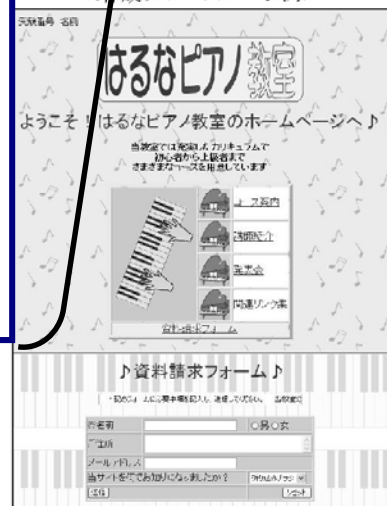 受験番号 名前
はるなピアノ教室
ようこそ!はるなピアノ教室のホームページへ♪
当教室では充実したカリキュラムで
初心者から上級者まで
さまざまなコースを用意しています
コース案内
講師紹介
発表会
関連リンク集
資料請求フォーム
♪資料請求フォーム♪
お名前 ○男○女
ご住所
メールアドレス
当サイトを何でお知りになりましたか?
送信 リセット